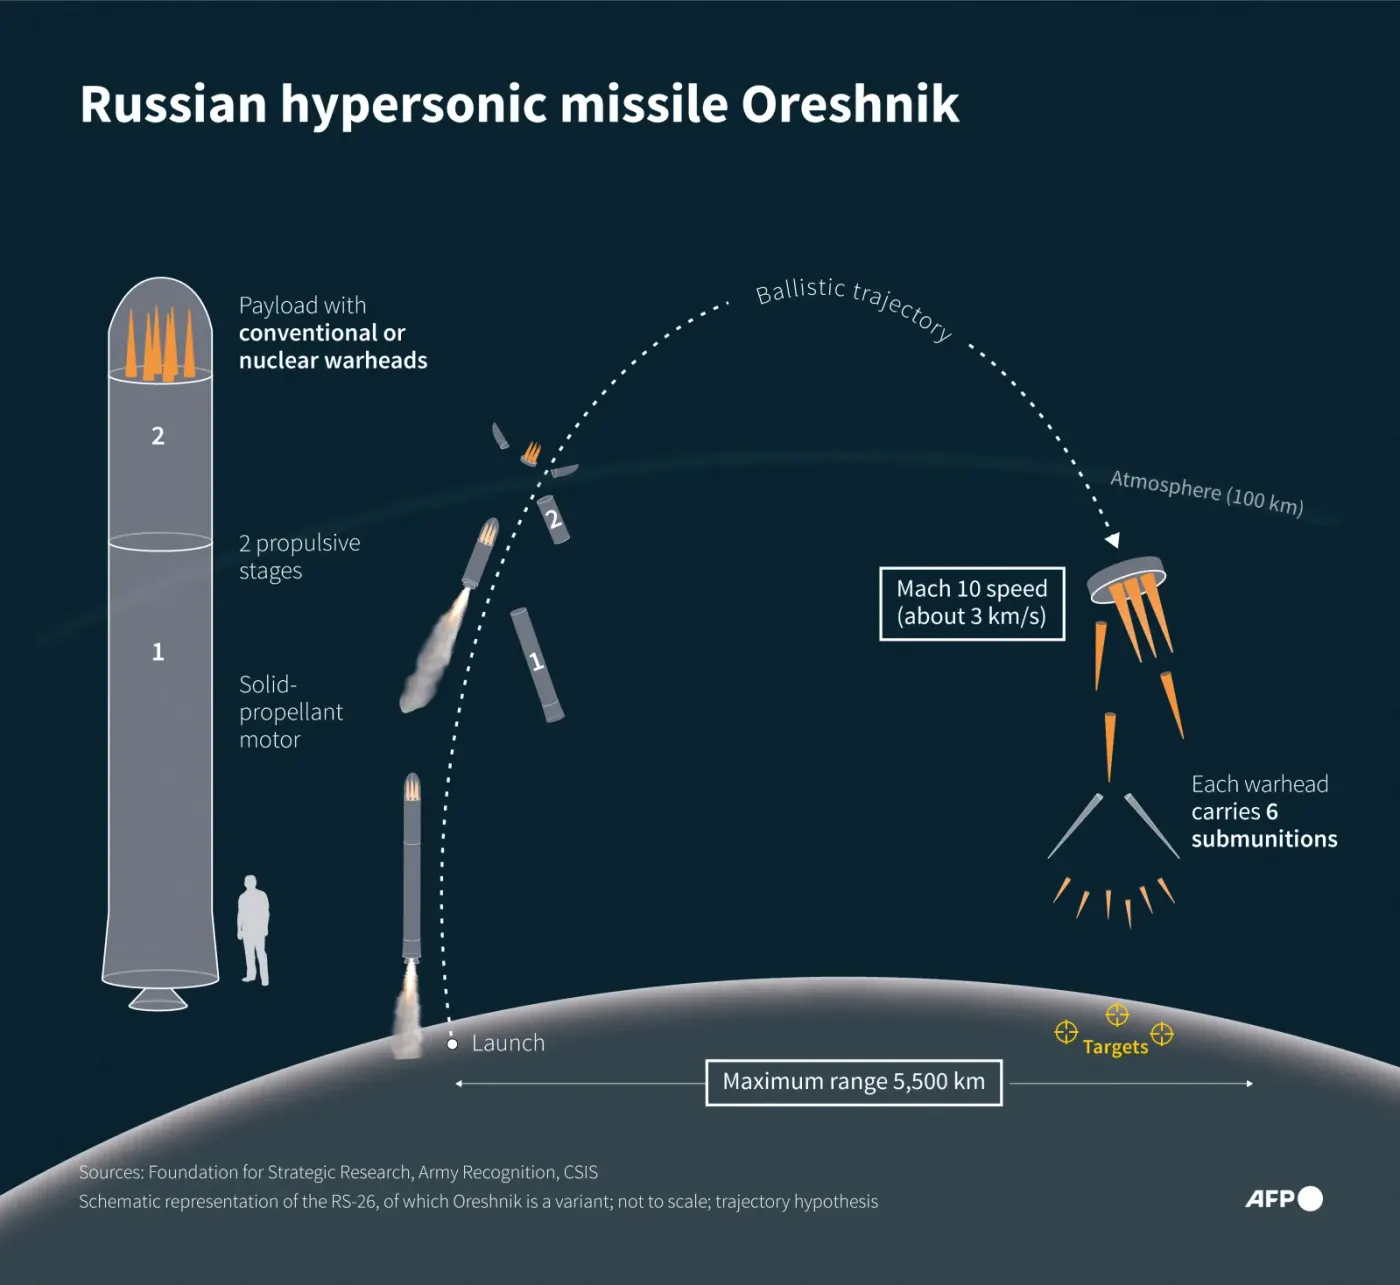 Russian hypersonic missile Oreshnik
Payload with
conventional or
nuclear warheads
2
2 propulsive
stages
1
Solid-
propellant
motor
Ballistic trajectory
Atmosphere (100 km)
2
1
Mach 10 speed
(about 3 km/s)
Each warhead
carries 6
submunitions
Launch
Targets
Maximum range 5,500 km
Sources: Foundation for Strategic Research, Army Recognition, CSIS
Schematic representation of the RS-26, of which Oreshnik is a variant; not to scale; trajectory hypothesis
AFP